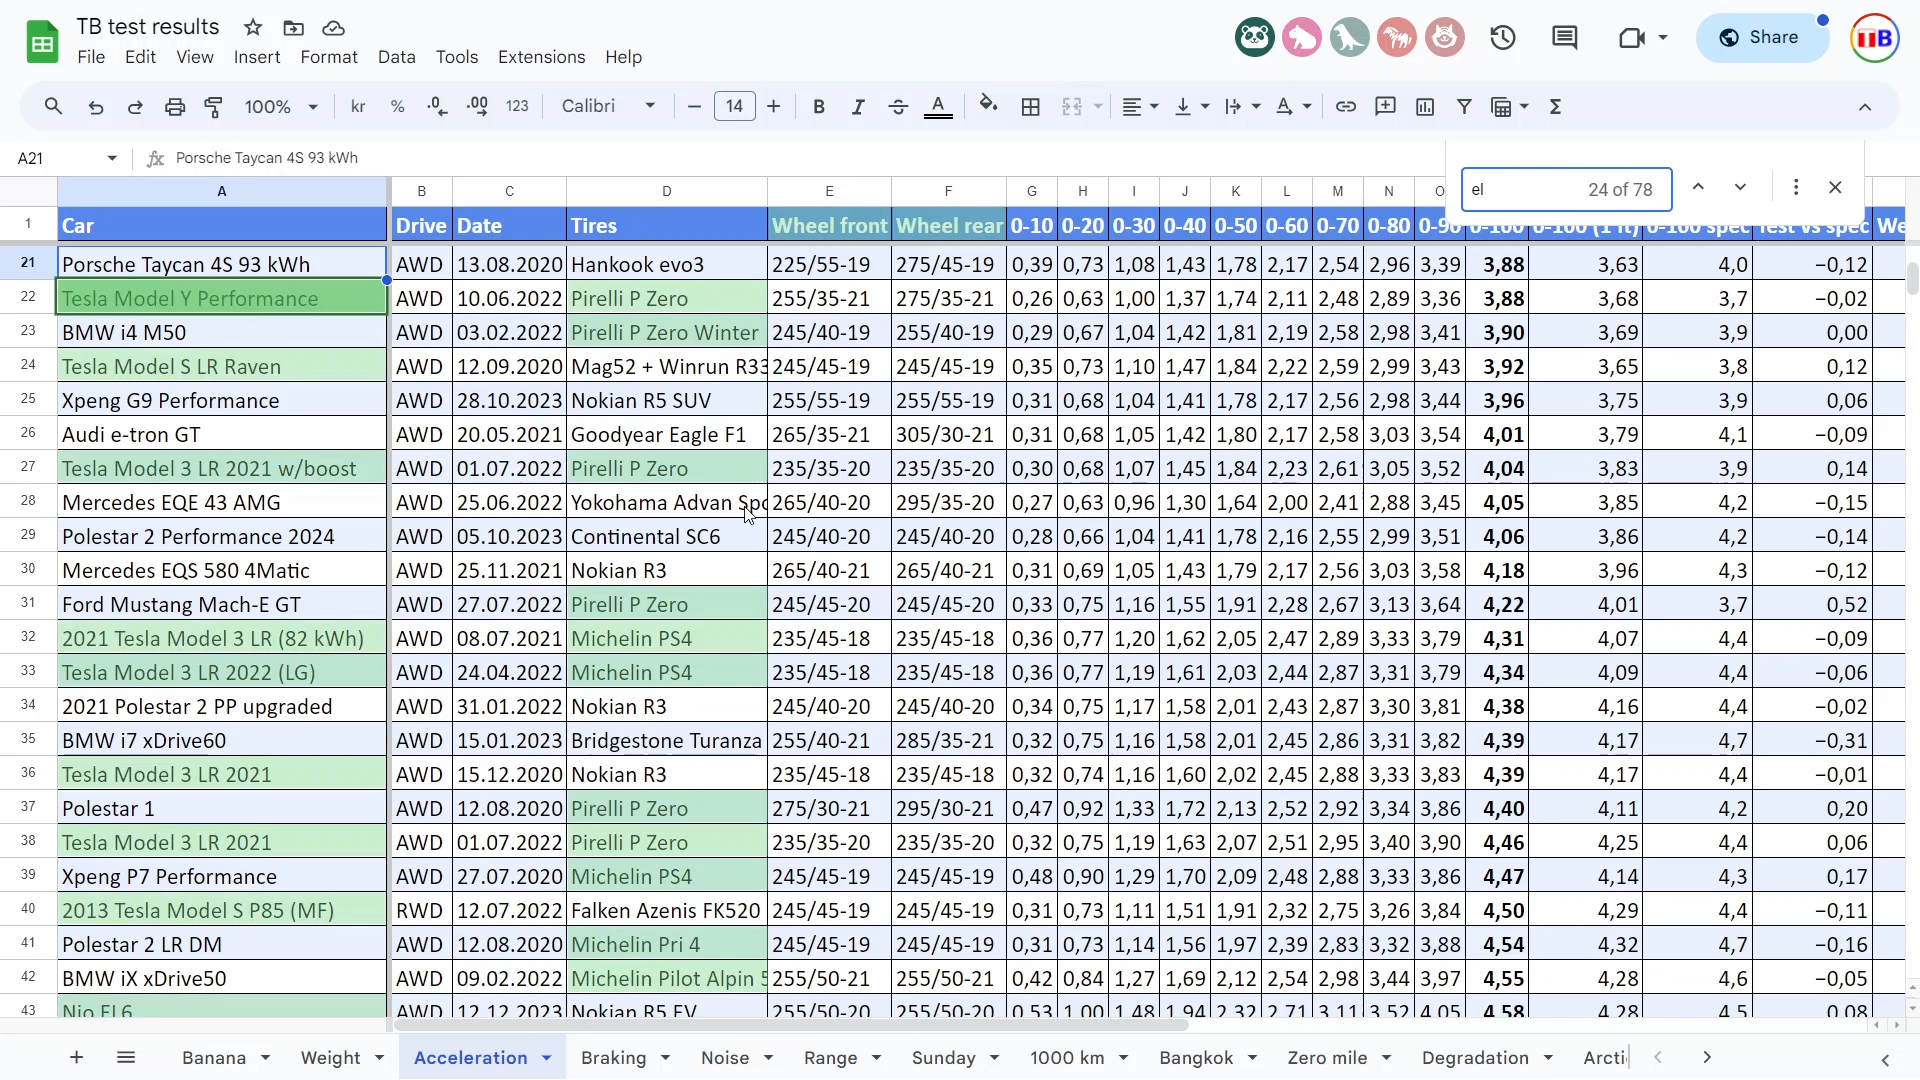 TB test results
File Edit View Insert Format Data Tools Extensions Help
Share
TB
100% kr % .0 .00 123 Calibri 14 B I A Σ
A21 fx Porsche Taycan 4S 93 kWh
el 24 of 78
A B C D E F G H I J K L M N O
1 Car Drive Date Tires Wheel front Wheel rear 0-10 0-20 0-30 0-40 0-50 0-60 0-70 0-80 0-90 0-100 0-100 (1 ft) 0-100 spec Test vs spec We
21 Porsche Taycan 4S 93 kWh AWD 13.08.2020 Hankook evo3 225/55-19 275/45-19 0,39 0,73 1,08 1,43 1,78 2,17 2,54 2,96 3,39 3,88 3,63 4,0 −0,12
22 Tesla Model Y Performance AWD 10.06.2022 Pirelli P Zero 255/35-21 275/35-21 0,26 0,63 1,00 1,37 1,74 2,11 2,48 2,89 3,36 3,88 3,68 3,7 −0,02
23 BMW i4 M50 AWD 03.02.2022 Pirelli P Zero Winter 245/40-19 255/40-19 0,29 0,67 1,04 1,42 1,81 2,19 2,58 2,98 3,41 3,90 3,69 3,9 0,00
24 Tesla Model S LR Raven AWD 12.09.2020 Mag52 + Winrun R33 245/45-19 245/45-19 0,35 0,73 1,10 1,47 1,84 2,22 2,59 2,99 3,43 3,92 3,65 3,8 0,12
25 Xpeng G9 Performance AWD 28.10.2023 Nokian R5 SUV 255/55-19 255/55-19 0,31 0,68 1,04 1,41 1,78 2,17 2,56 2,98 3,44 3,96 3,75 3,9 0,06
26 Audi e-tron GT AWD 20.05.2021 Goodyear Eagle F1 265/35-21 305/30-21 0,31 0,68 1,05 1,42 1,80 2,17 2,58 3,03 3,54 4,01 3,79 4,1 −0,09
27 Tesla Model 3 LR 2021 w/boost AWD 01.07.2022 Pirelli P Zero 235/35-20 235/35-20 0,30 0,68 1,07 1,45 1,84 2,23 2,61 3,05 3,52 4,04 3,83 3,9 0,14
28 Mercedes EQE 43 AMG AWD 25.06.2022 Yokohama Advan Spo 265/40-20 295/35-20 0,27 0,63 0,96 1,30 1,64 2,00 2,41 2,88 3,45 4,05 3,85 4,2 −0,15
29 Polestar 2 Performance 2024 AWD 05.10.2023 Continental SC6 245/40-20 245/40-20 0,28 0,66 1,04 1,41 1,78 2,16 2,55 2,99 3,51 4,06 3,86 4,2 −0,14
30 Mercedes EQS 580 4Matic AWD 25.11.2021 Nokian R3 265/40-21 265/40-21 0,31 0,69 1,05 1,43 1,79 2,17 2,56 3,03 3,58 4,18 3,96 4,3 −0,12
31 Ford Mustang Mach-E GT AWD 27.07.2022 Pirelli P Zero 245/45-20 245/45-20 0,33 0,75 1,16 1,55 1,91 2,28 2,67 3,13 3,64 4,22 4,01 3,7 0,52
32 2021 Tesla Model 3 LR (82 kWh) AWD 08.07.2021 Michelin PS4 235/45-18 235/45-18 0,36 0,77 1,20 1,62 2,05 2,47 2,89 3,33 3,79 4,31 4,07 4,4 −0,09
33 Tesla Model 3 LR 2022 (LG) AWD 24.04.2022 Michelin PS4 235/45-18 235/45-18 0,36 0,77 1,19 1,61 2,03 2,44 2,87 3,31 3,79 4,34 4,09 4,4 −0,06
34 2021 Polestar 2 PP upgraded AWD 31.01.2022 Nokian R3 245/40-20 245/40-20 0,34 0,75 1,17 1,58 2,01 2,43 2,87 3,30 3,81 4,38 4,16 4,4 −0,02
35 BMW i7 xDrive60 AWD 15.01.2023 Bridgestone Turanza 255/40-21 285/35-21 0,32 0,75 1,16 1,58 2,01 2,45 2,86 3,31 3,82 4,39 4,17 4,7 −0,31
36 Tesla Model 3 LR 2021 AWD 15.12.2020 Nokian R3 235/45-18 235/45-18 0,32 0,74 1,16 1,60 2,02 2,45 2,88 3,33 3,83 4,39 4,17 4,4 −0,01
37 Polestar 1 AWD 12.08.2020 Pirelli P Zero 275/30-21 295/30-21 0,47 0,92 1,33 1,72 2,13 2,52 2,92 3,34 3,86 4,40 4,11 4,2 0,20
38 Tesla Model 3 LR 2021 AWD 01.07.2022 Pirelli P Zero 235/35-20 235/35-20 0,32 0,75 1,19 1,63 2,07 2,51 2,95 3,40 3,90 4,46 4,25 4,4 0,06
39 Xpeng P7 Performance AWD 27.07.2020 Michelin PS4 245/45-19 245/45-19 0,48 0,90 1,29 1,70 2,09 2,48 2,88 3,33 3,86 4,47 4,14 4,3 0,17
40 2013 Tesla Model S P85 (MF) RWD 12.07.2022 Falken Azenis FK520 245/45-19 245/45-19 0,31 0,73 1,11 1,51 1,91 2,32 2,75 3,26 3,84 4,50 4,29 4,4 −0,11
41 Polestar 2 LR DM AWD 12.08.2020 Michelin Pri 4 245/45-19 245/45-19 0,31 0,73 1,14 1,56 1,97 2,39 2,83 3,32 3,88 4,54 4,32 4,7 −0,16
42 BMW iX xDrive50 AWD 09.02.2022 Michelin Pilot Alpin 5 255/50-21 255/50-21 0,42 0,84 1,27 1,69 2,12 2,54 2,98 3,44 3,97 4,55 4,28 4,6 −0,05
43 Nio EL6 AWD 12.12.2023 Nokian R5 EV 255/50-20 255/50-20 0,53 1,00 1,48 1,94 2,32 2,71 3,11 3,52 4,05 4,58 4,28 4,5 0,08
Banana Weight Acceleration Braking Noise Range Sunday 1000 km Bangkok Zero mile Degradation Arcti